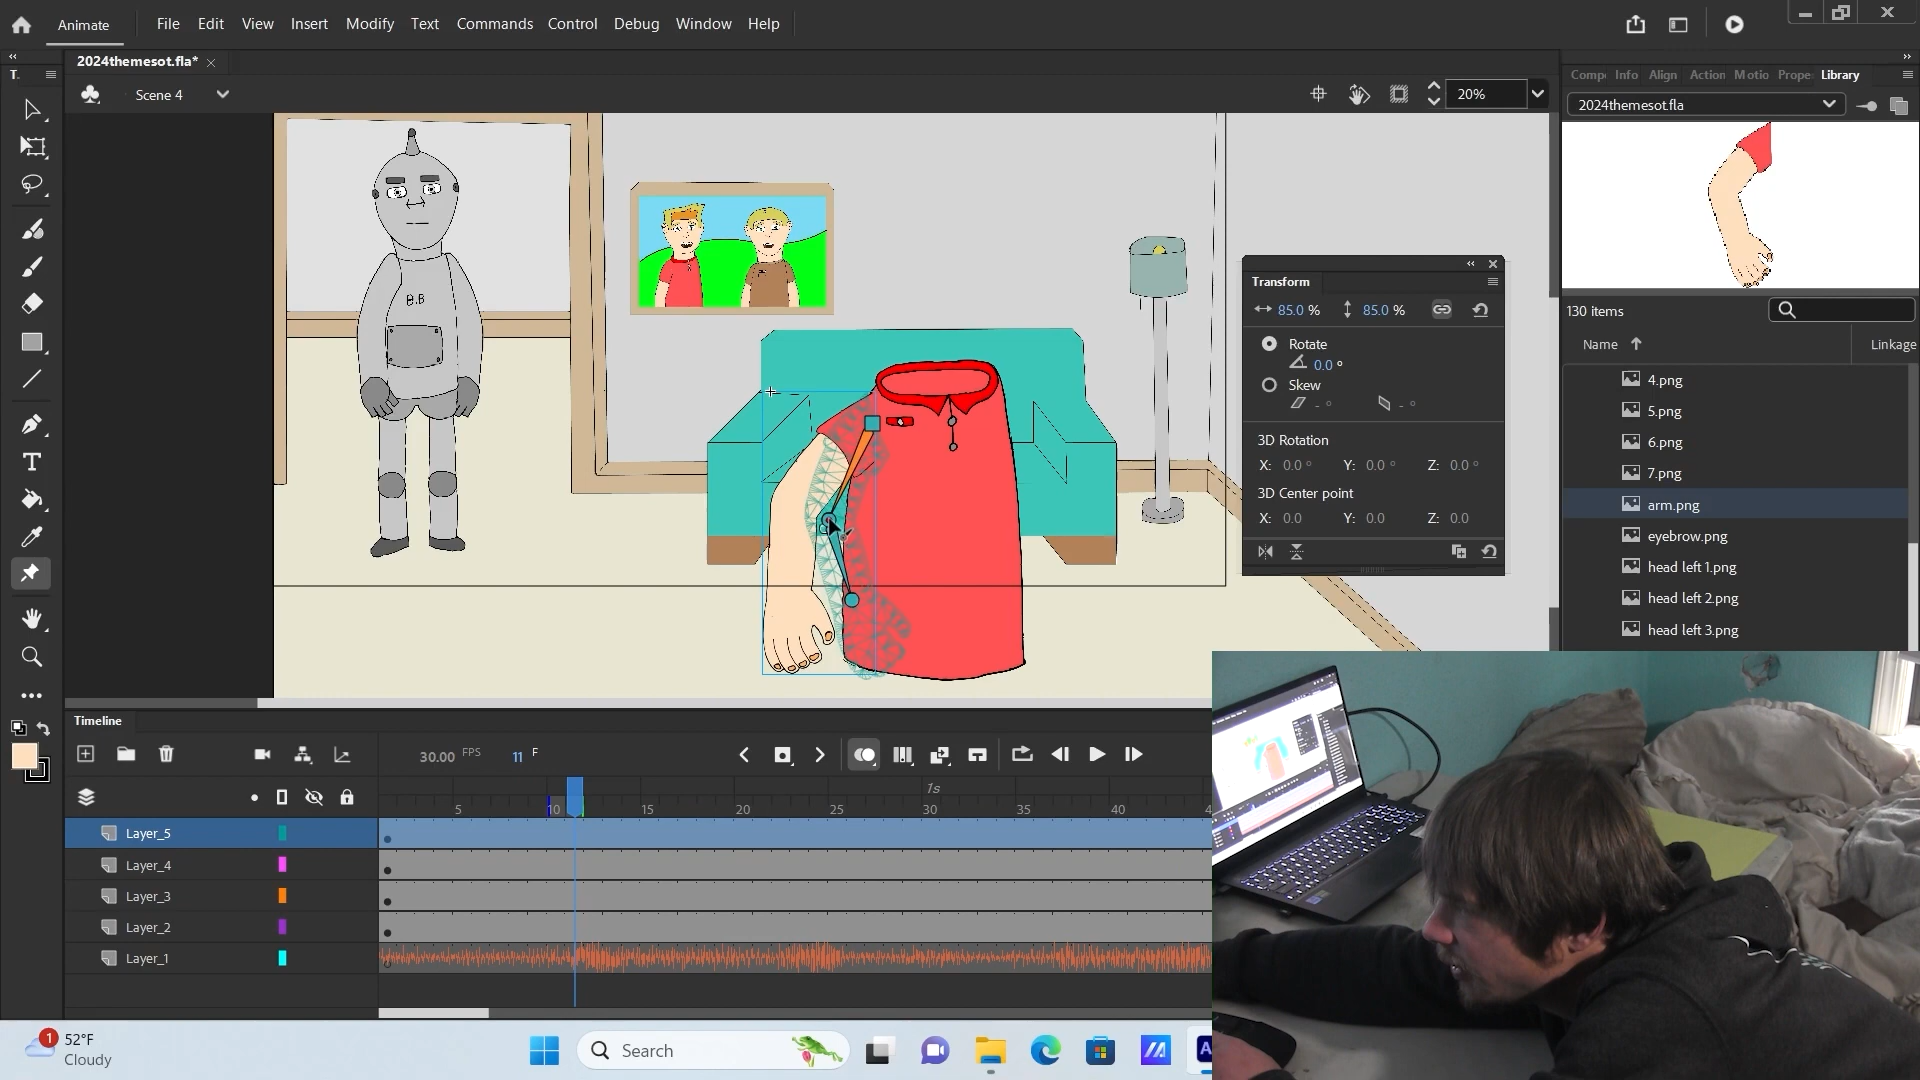 Animate
File Edit View Insert Modify Text Commands Control Debug Window Help
2024themesot.fla*
T.
Comp Info Align Action Motio Prope Library
Scene 4
20%
2024themesot.fla
B.B
Transform
85.0 % 85.0 %
Rotate
0.0 °
Skew
- ° - °
3D Rotation
X: 0.0 ° Y: 0.0 ° Z: 0.0 °
3D Center point
X: 0.0 Y: 0.0 Z: 0.0
130 items
Name Linkage
4.png
5.png
6.png
7.png
arm.png
eyebrow.png
head left 1.png
head left 2.png
head left 3.png
Timeline
30.00 FPS 11 F
1s
5 10 15 20 25 30 35 40 4
Layer_5
Layer_4
Layer_3
Layer_2
Layer_1
1
52°F
Cloudy
Search
A